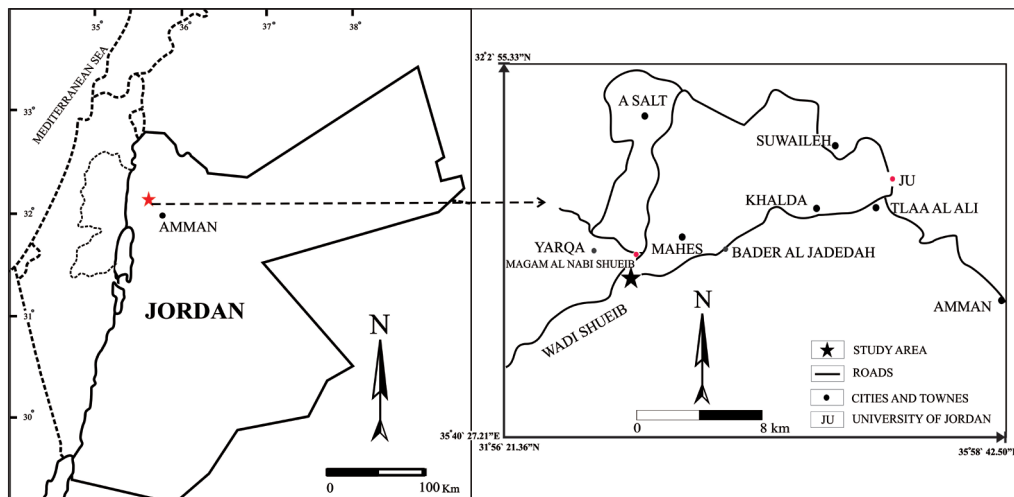 35°
36°
38°
MEDITERRANEAN SEA
33°
32°
AMMAN
31°
JORDAN
N
30°
0 100 Km
32°2` 55.33"N
A SALT
SUWAILEH
JU
KHALDA
TLAA AL ALI
YARQA
MAHES
BADER AL JADEDAH
MAGAM AL NABI SHUEIB
WADI SHUEIB
N
AMMAN
STUDY AREA
ROADS
CITIES AND TOWNES
JU UNIVERSITY OF JORDAN
0 8 km
35°40` 27.21"E
31°56` 21.36"N
35°58` 42.50"E